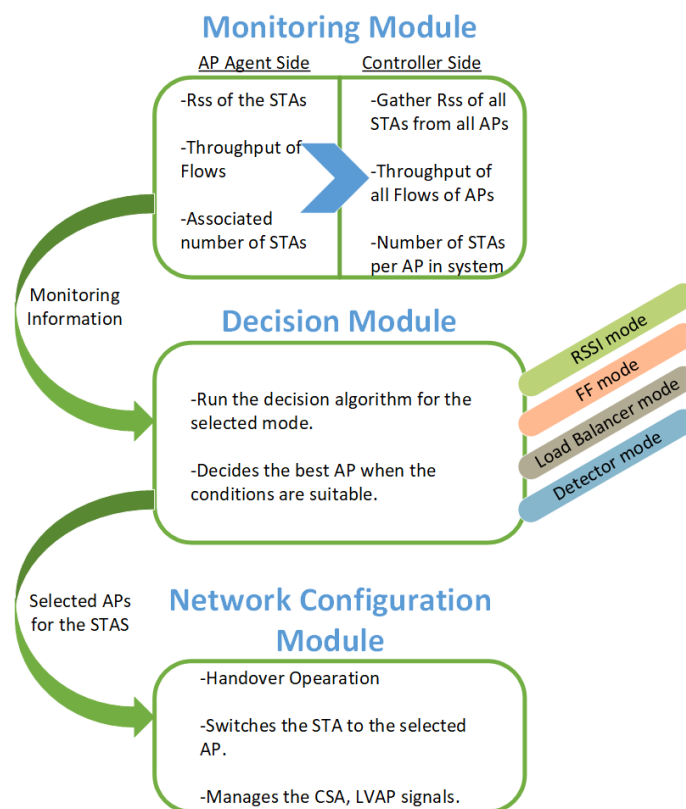 Monitoring Module
AP Agent Side
Controller Side
-Rss of the STAs
-Throughput of
Flows
-Associated
number of STAs
-Gather Rss of all
STAs from all APs
-Throughput of
all Flows of APs
-Number of STAs
per AP in system
Monitoring
Information
Decision Module
-Run the decision algorithm for the
selected mode.
-Decides the best AP when the
conditions are suitable.
RSSI mode
FF mode
Load Balancer mode
Detector mode
Selected APs
for the STAS
Network Configuration
Module
-Handover Opearation
-Switches the STA to the selected
AP.
-Manages the CSA, LVAP signals.